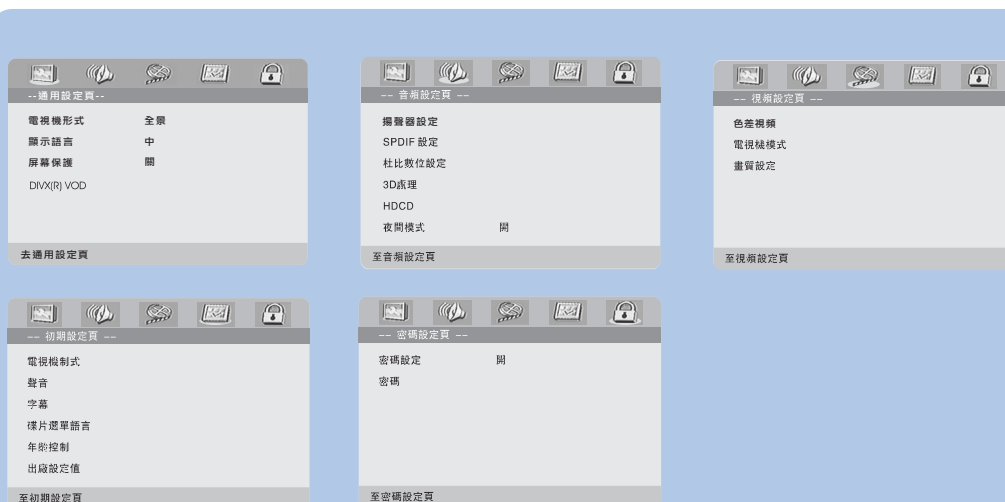 --通用設定頁--
電視機形式 全景
顯示語言 中
屏幕保護 關
DIVX(R) VOD
去通用設定頁
-- 音頻設定頁 --
揚聲器設定
SPDIF 設定
杜比數位設定
3D處理
HDCD
夜間模式 開
至音頻設定頁
-- 視頻設定頁 --
色差視頻
電視機模式
畫質設定
至視頻設定頁
-- 初期設定頁 --
電視機制式
聲音
字幕
碟片選單語言
年齡控制
出廠設定值
至初期設定頁
-- 密碼設定頁 --
密碼設定 開
密碼
至密碼設定頁